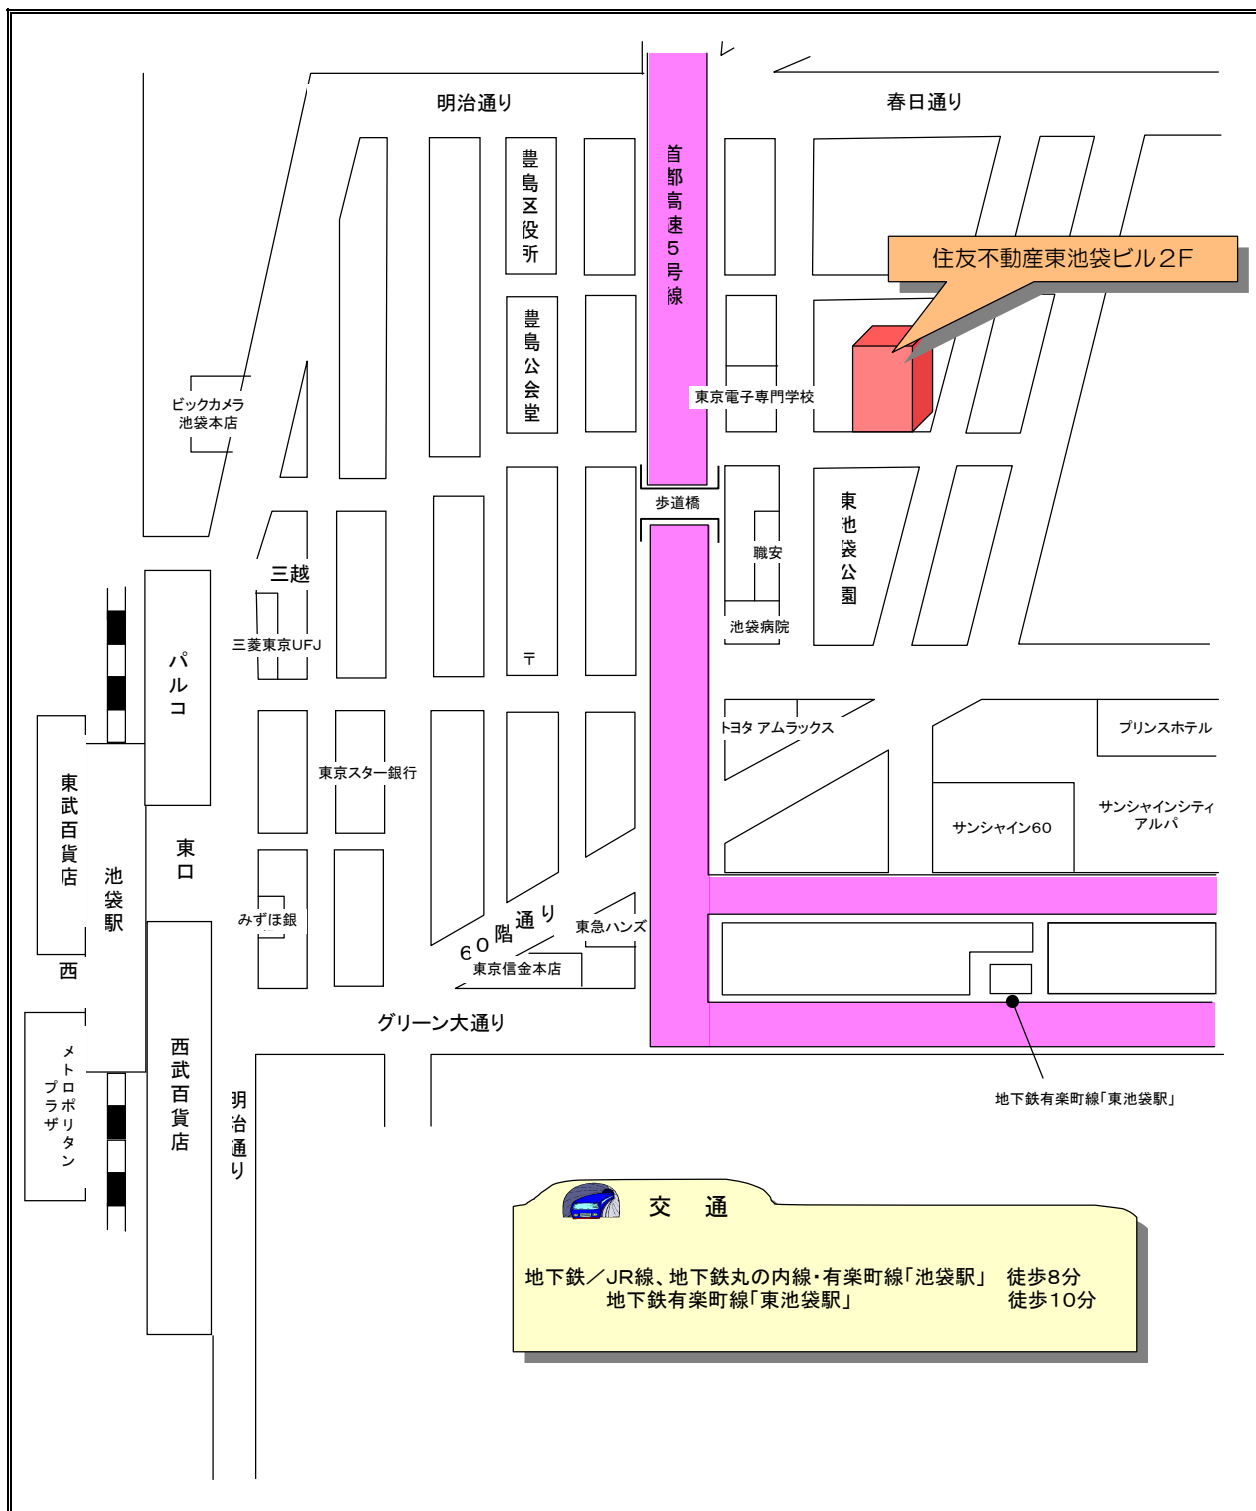 明治通り
春日通り
豊島区役所
首都高速5号線
住友不動産東池袋ビル2F
豊島公会堂
ビックカメラ
池袋本店
東京電子専門学校
歩道橋
東池袋公園
職安
三越
池袋病院
三菱東京UFJ
〒
パルコ
トヨタ アムラックス
プリンスホテル
東京スター銀行
東武百貨店
サンシャインシティ
アルパ
サンシャイン60
東口
池袋駅
みずほ銀
60階通り
東急ハンズ
東京信金本店
西
グリーン大通り
西武百貨店
メトロポリタン
プラザ
明治通り
地下鉄有楽町線「東池袋駅」
交 通
地下鉄/JR線、地下鉄丸の内線・有楽町線「池袋駅」 徒歩8分
地下鉄有楽町線「東池袋駅」 徒歩10分